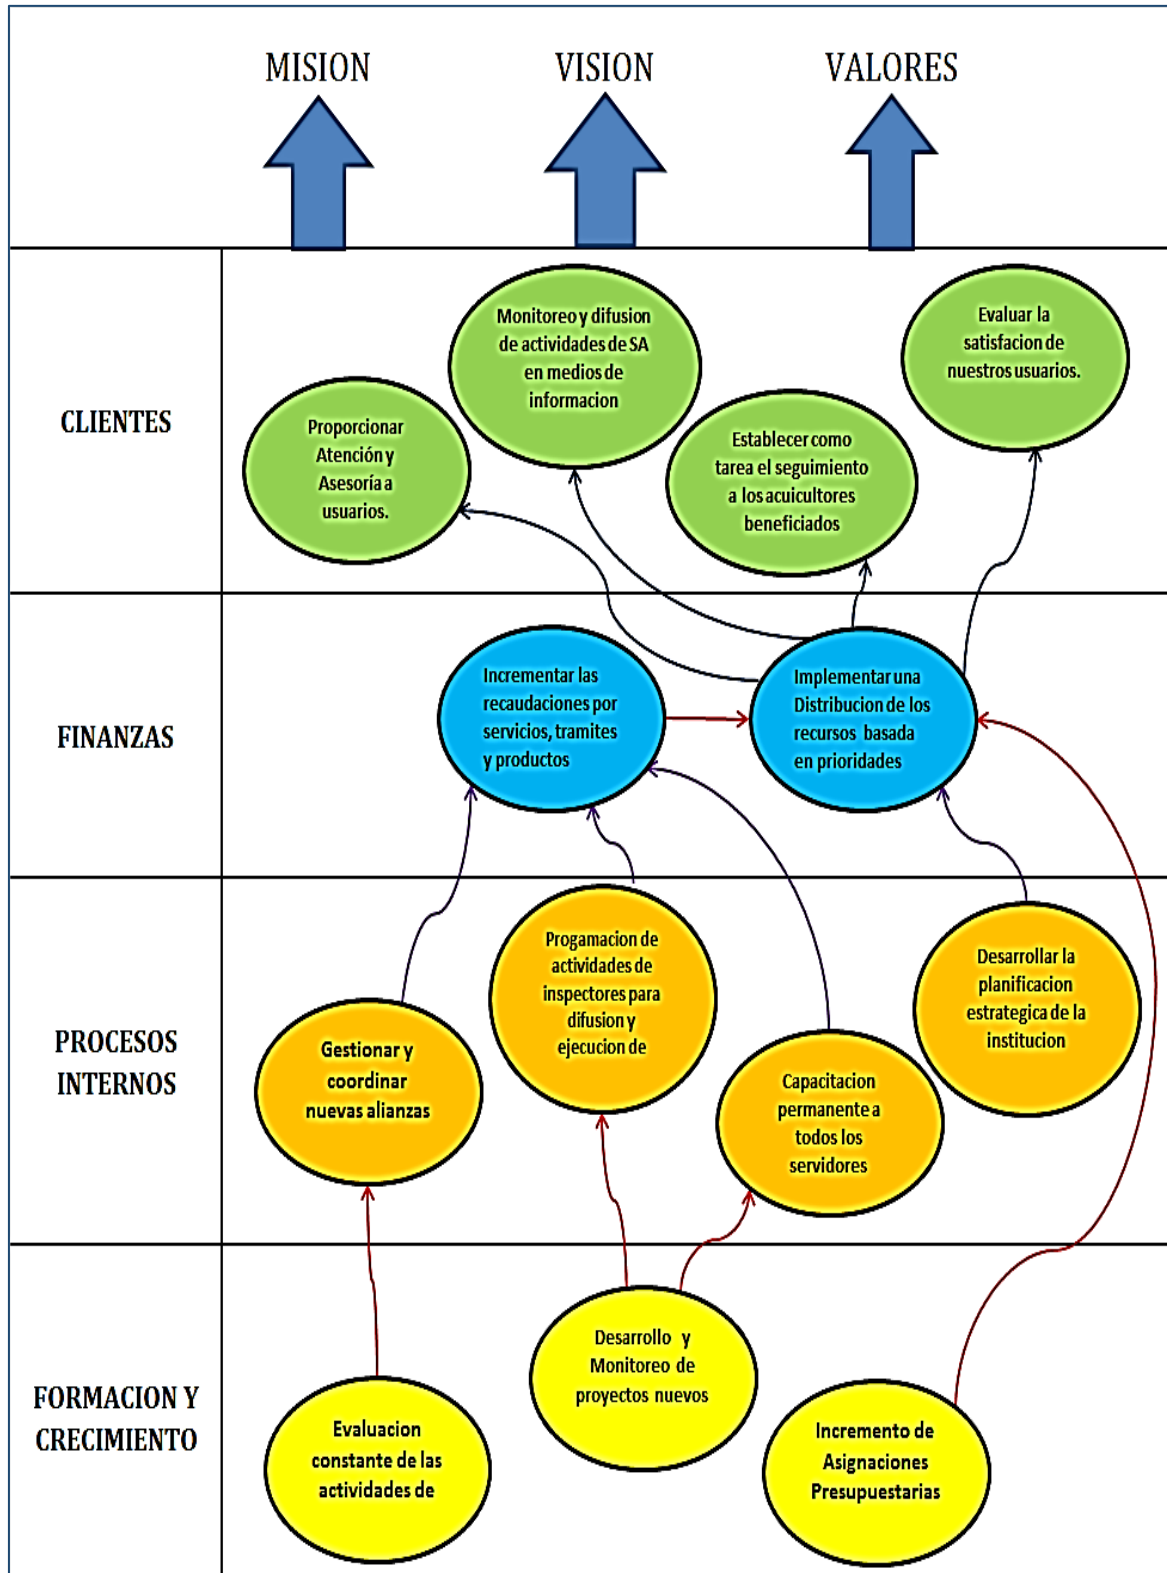 MISION
VISION
VALORES
CLIENTES
Proporcionar
Atención y
Asesoría a
usuarios.
Monitoreo y difusion
de actividades de SA
en medios de
informacion
Establecer como
tarea el seguimiento
a los acuicultores
beneficiados
Evaluar la
satisfacion de
nuestros usuarios.
FINANZAS
Incrementar las
recaudaciones por
servicios, tramites
y productos
Implementar una
Distribucion de los
recursos basada
en prioridades
PROCESOS
INTERNOS
Gestionar y
coordinar
nuevas alianzas
Progamacion de
actividades de
inspectores para
difusion y
ejecucion de
Capacitacion
permanente a
todos los
servidores
Desarrollar la
planificacion
estrategica de la
institucion
FORMACION Y
CRECIMIENTO
Evaluacion
constante de las
actividades de
Desarrollo y
Monitoreo de
proyectos nuevos
Incremento de
Asignaciones
Presupuestarias